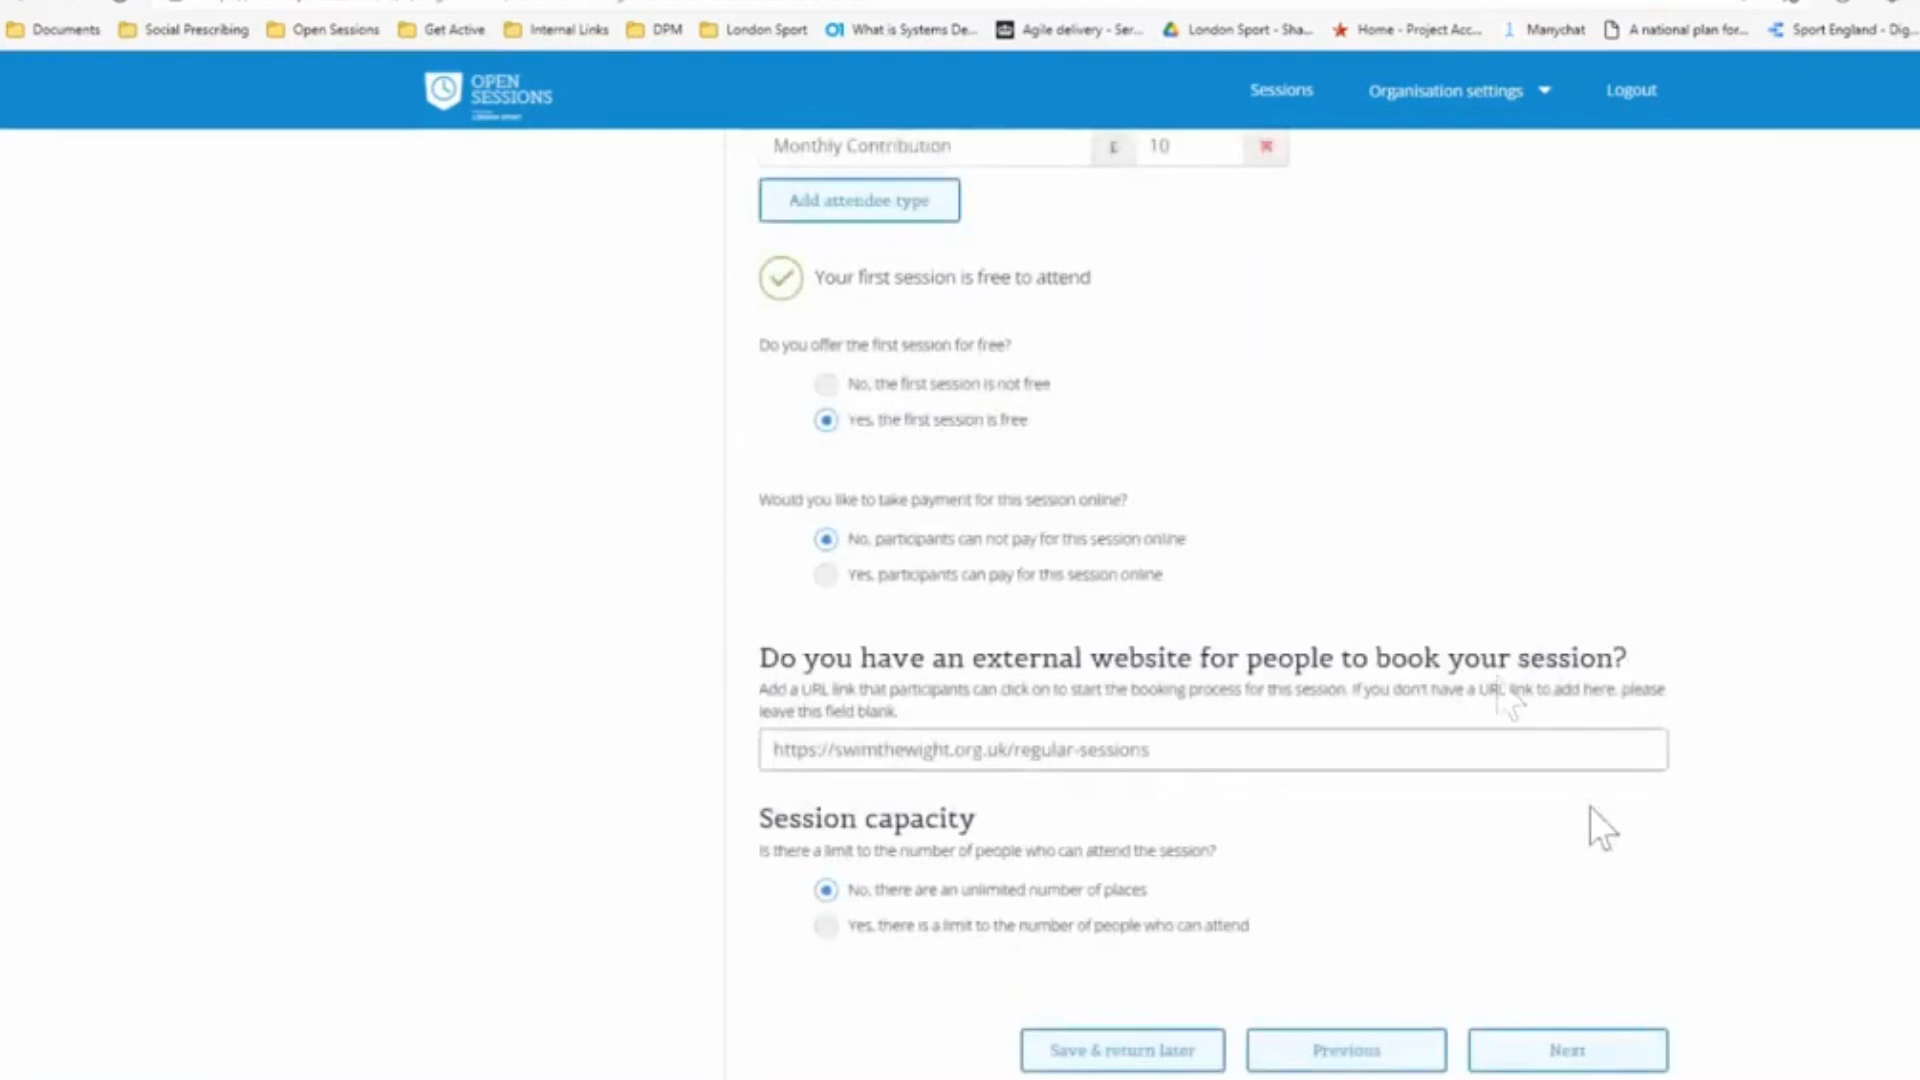 Documents Social Prescribing Open Sessions Get Active Internal Links DPM London Sport What is Systems De... Agile delivery - Ser... London Sport - Sha... Home - Project Acc... Manychat A national plan for... Sport England - Dig...
OPEN
SESSIONS
LONDON SPORT
Sessions Organisation settings Logout
Monthly Contribution £ 10
Add attendee type
Your first session is free to attend
Do you offer the first session for free?
No, the first session is not free
Yes, the first session is free
Would you like to take payment for this session online?
No, participants can not pay for this session online
Yes, participants can pay for this session online
Do you have an external website for people to book your session?
Add a URL link that participants can click on to start the booking process for this session. If you don't have a URL link to add here, please
leave this field blank.
https://swimthewight.org.uk/regular-sessions
Session capacity
Is there a limit to the number of people who can attend the session?
No, there are an unlimited number of places
Yes, there is a limit to the number of people who can attend
Save & return later Previous Next